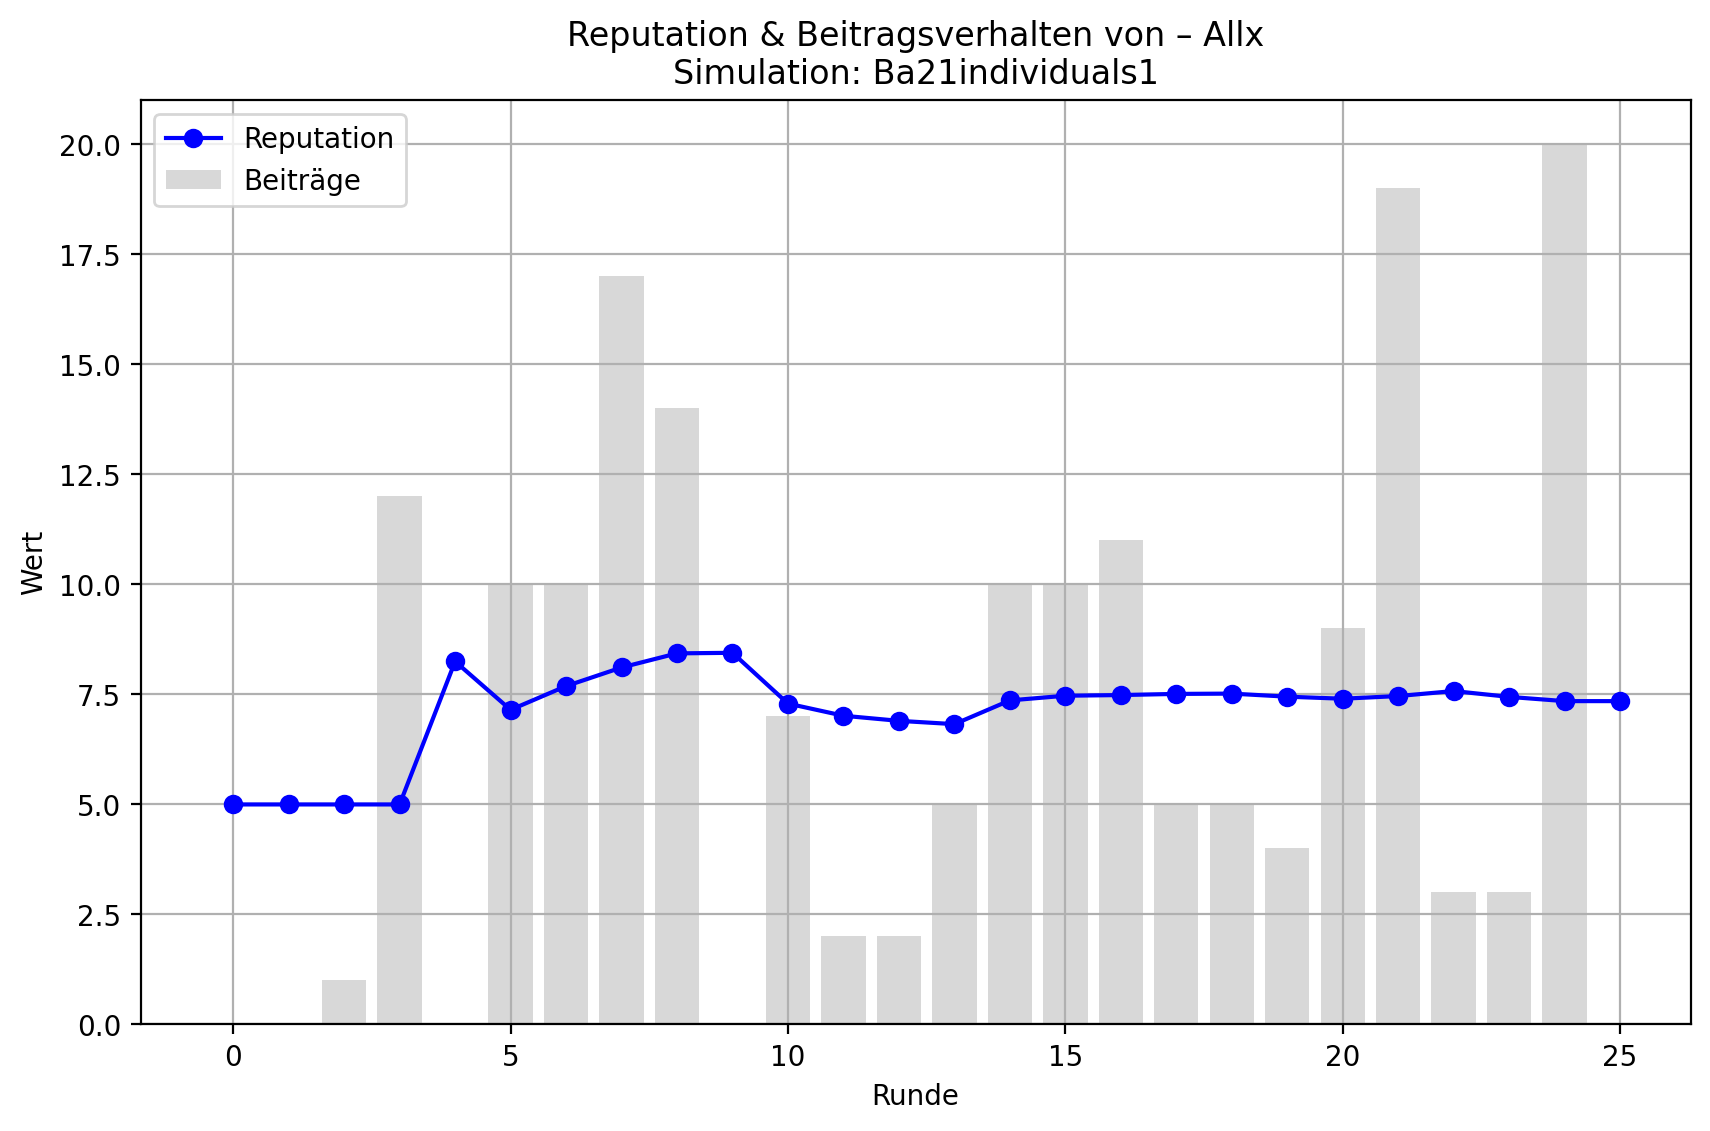 Reputation & Beitragsverhalten von – Allx
Simulation: Ba21individuals1
Reputation
Beiträge
20.0
17.5
15.0
12.5
10.0
7.5
5.0
2.5
0.0
Wert
0 5 10 15 20 25
Runde